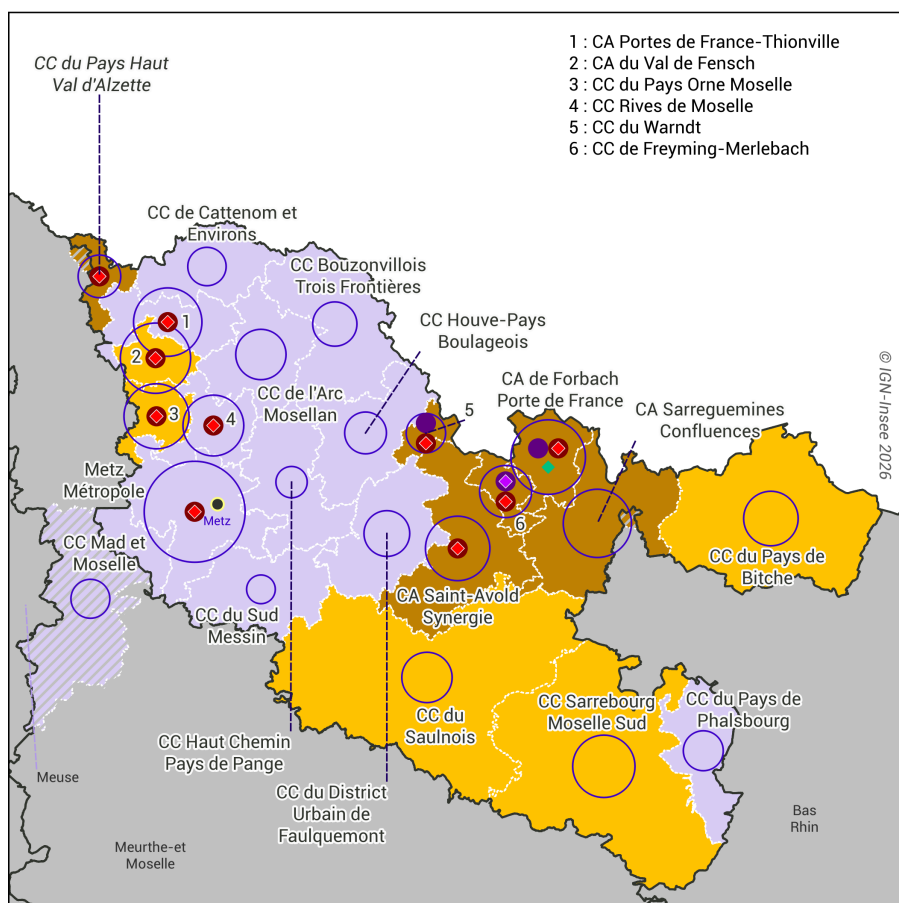 CC du Pays Haut
Val d'Alzette
1 : CA Portes de France-Thionville
2 : CA du Val de Fensch
3 : CC du Pays Orne Moselle
4 : CC Rives de Moselle
5 : CC du Warndt
6 : CC de Freyming-Merlebach
CC de Cattenom et
Environs
CC Bouzonvillois
Trois Frontières
1
CC Houve-Pays
Boulageois
2
CA de Forbach
Porte de France
CC de l'Arc
Mosellan
3
4
5
CA Sarreguemines
Confluences
© IGN-Insee 2026
Metz
Métropole
Metz
6
CC Mad et
Moselle
CC du Pays de
Bitche
CC du Sud
Messin
CA Saint-Avold
Synergie
CC du
Saulnois
CC Sarrebourg
Moselle Sud
CC du Pays de
Phalsbourg
CC Haut Chemin
Pays de Pange
Meuse
CC du District
Urbain de
Faulquemont
Bas
Rhin
Meurthe-et
Moselle